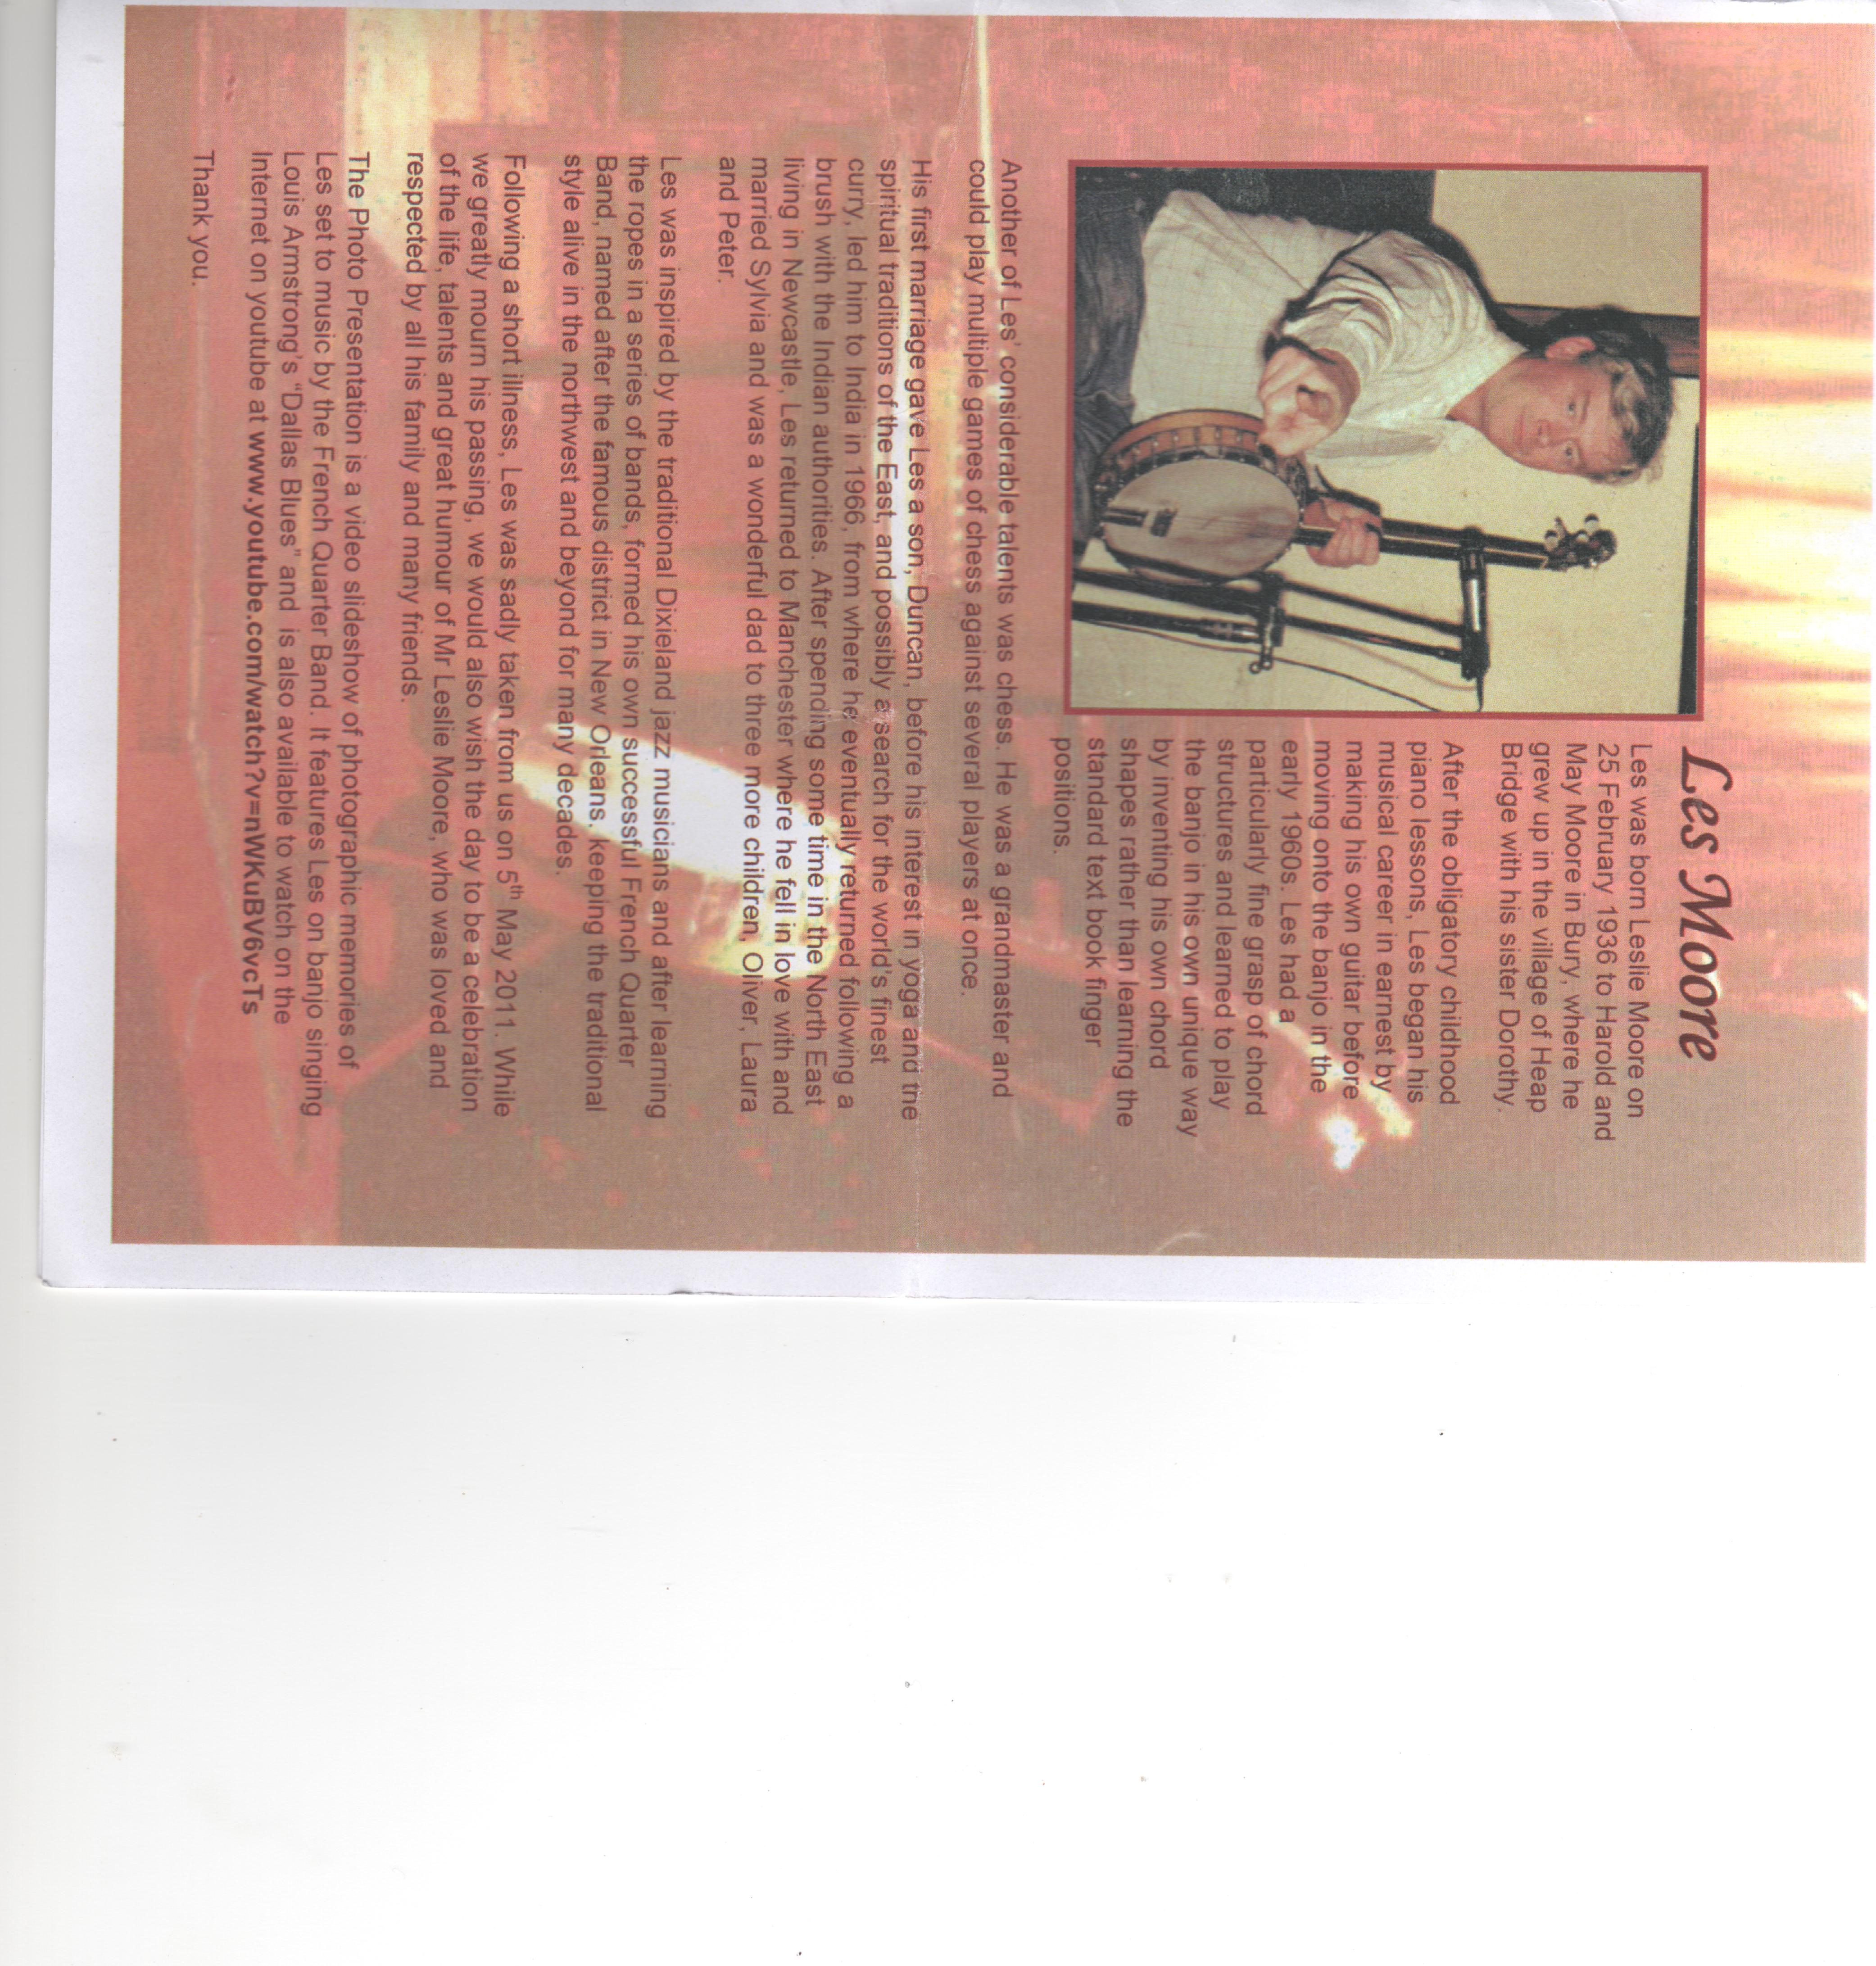 Les Moore
Les was born Leslie Moore on
25 February 1936 to Harold and
May Moore in Bury, where he
grew up in the village of Heap
Bridge with his sister Dorothy.
After the obligatory childhood
piano lessons, Les began his
musical career in earnest by
making his own guitar before
moving onto the banjo in the
early 1960s. Les had a
particularly fine grasp of chord
structures and learned to play
the banjo in his own unique way
by inventing his own chord
shapes rather than learning the
standard text book finger
positions.
Another of Les' considerable talents was chess. He was a grandmaster and
could play multiple games of chess against several players at once.
His first marriage gave Les a son, Duncan, before his interest in yoga and the
spiritual traditions of the East, and possibly a search for the world's finest
curry, led him to India in 1966, from where he eventually returned following a
brush with the Indian authorities. After spending some time in the North East
living in Newcastle, Les returned to Manchester where he fell in love with and
married Sylvia and was a wonderful dad to three more children, Oliver, Laura
and Peter.
Les was inspired by the traditional Dixieland jazz musicians and after learning
the ropes in a series of bands, formed his own successful French Quarter
Band, named after the famous district in New Orleans, keeping the traditional
style alive in the northwest and beyond for many decades.
Following a short illness, Les was sadly taken from us on 5th May 2011. While
we greatly mourn his passing, we would also wish the day to be a celebration
of the life, talents and great humour of Mr Leslie Moore, who was loved and
respected by all his family and many friends.
The Photo Presentation is a video slideshow of photographic memories of
Les set to music by the French Quarter Band. It features Les on banjo singing
Louis Armstrong's "Dallas Blues" and is also available to watch on the
Internet on youtube at www.youtube.com/watch?v=nWKuBV6vcTs
Thank you.